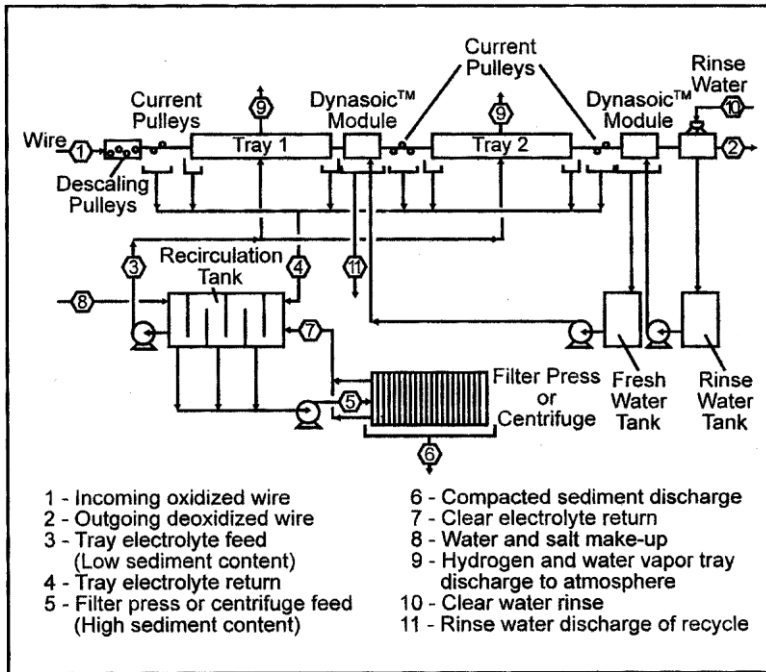 Current
Pulleys
Rinse
Water
Current
Pulleys
9
Dynasoic™
Module
9
Dynasoic™
Module
10
Wire
1
Tray 1
Tray 2
2
Descaling
Pulleys
3
Recirculation
Tank
4
11
8
7
5
Filter Press
or
Centrifuge
Fresh
Water
Tank
Rinse
Water
Tank
6
1 - Incoming oxidized wire
2 - Outgoing deoxidized wire
3 - Tray electrolyte feed
(Low sediment content)
4 - Tray electrolyte return
5 - Filter press or centrifuge feed
(High sediment content)
6 - Compacted sediment discharge
7 - Clear electrolyte return
8 - Water and salt make-up
9 - Hydrogen and water vapor tray
discharge to atmosphere
10 - Clear water rinse
11 - Rinse water discharge of recycle